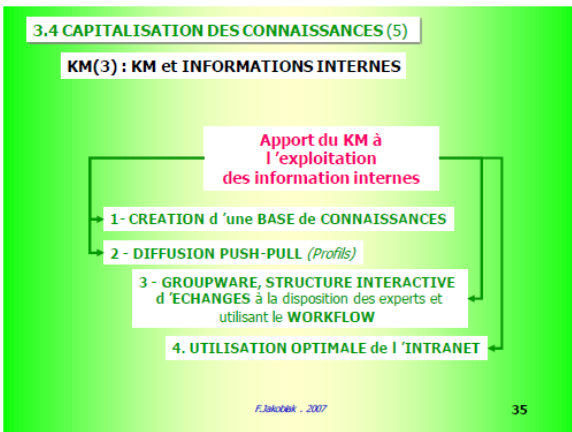 3.4 CAPITALISATION DES CONNAISSANCES (5)
KM(3) : KM et INFORMATIONS INTERNES
Apport du KM à
l 'exploitation
des information internes
1- CREATION d 'une BASE de CONNAISSANCES
2 - DIFFUSION PUSH-PULL (Profils)
3 - GROUPWARE, STRUCTURE INTERACTIVE
d 'ECHANGES à la disposition des experts et
utilisant le WORKFLOW
4. UTILISATION OPTIMALE de l 'INTRANET
F.Jakobiak . 2007
35